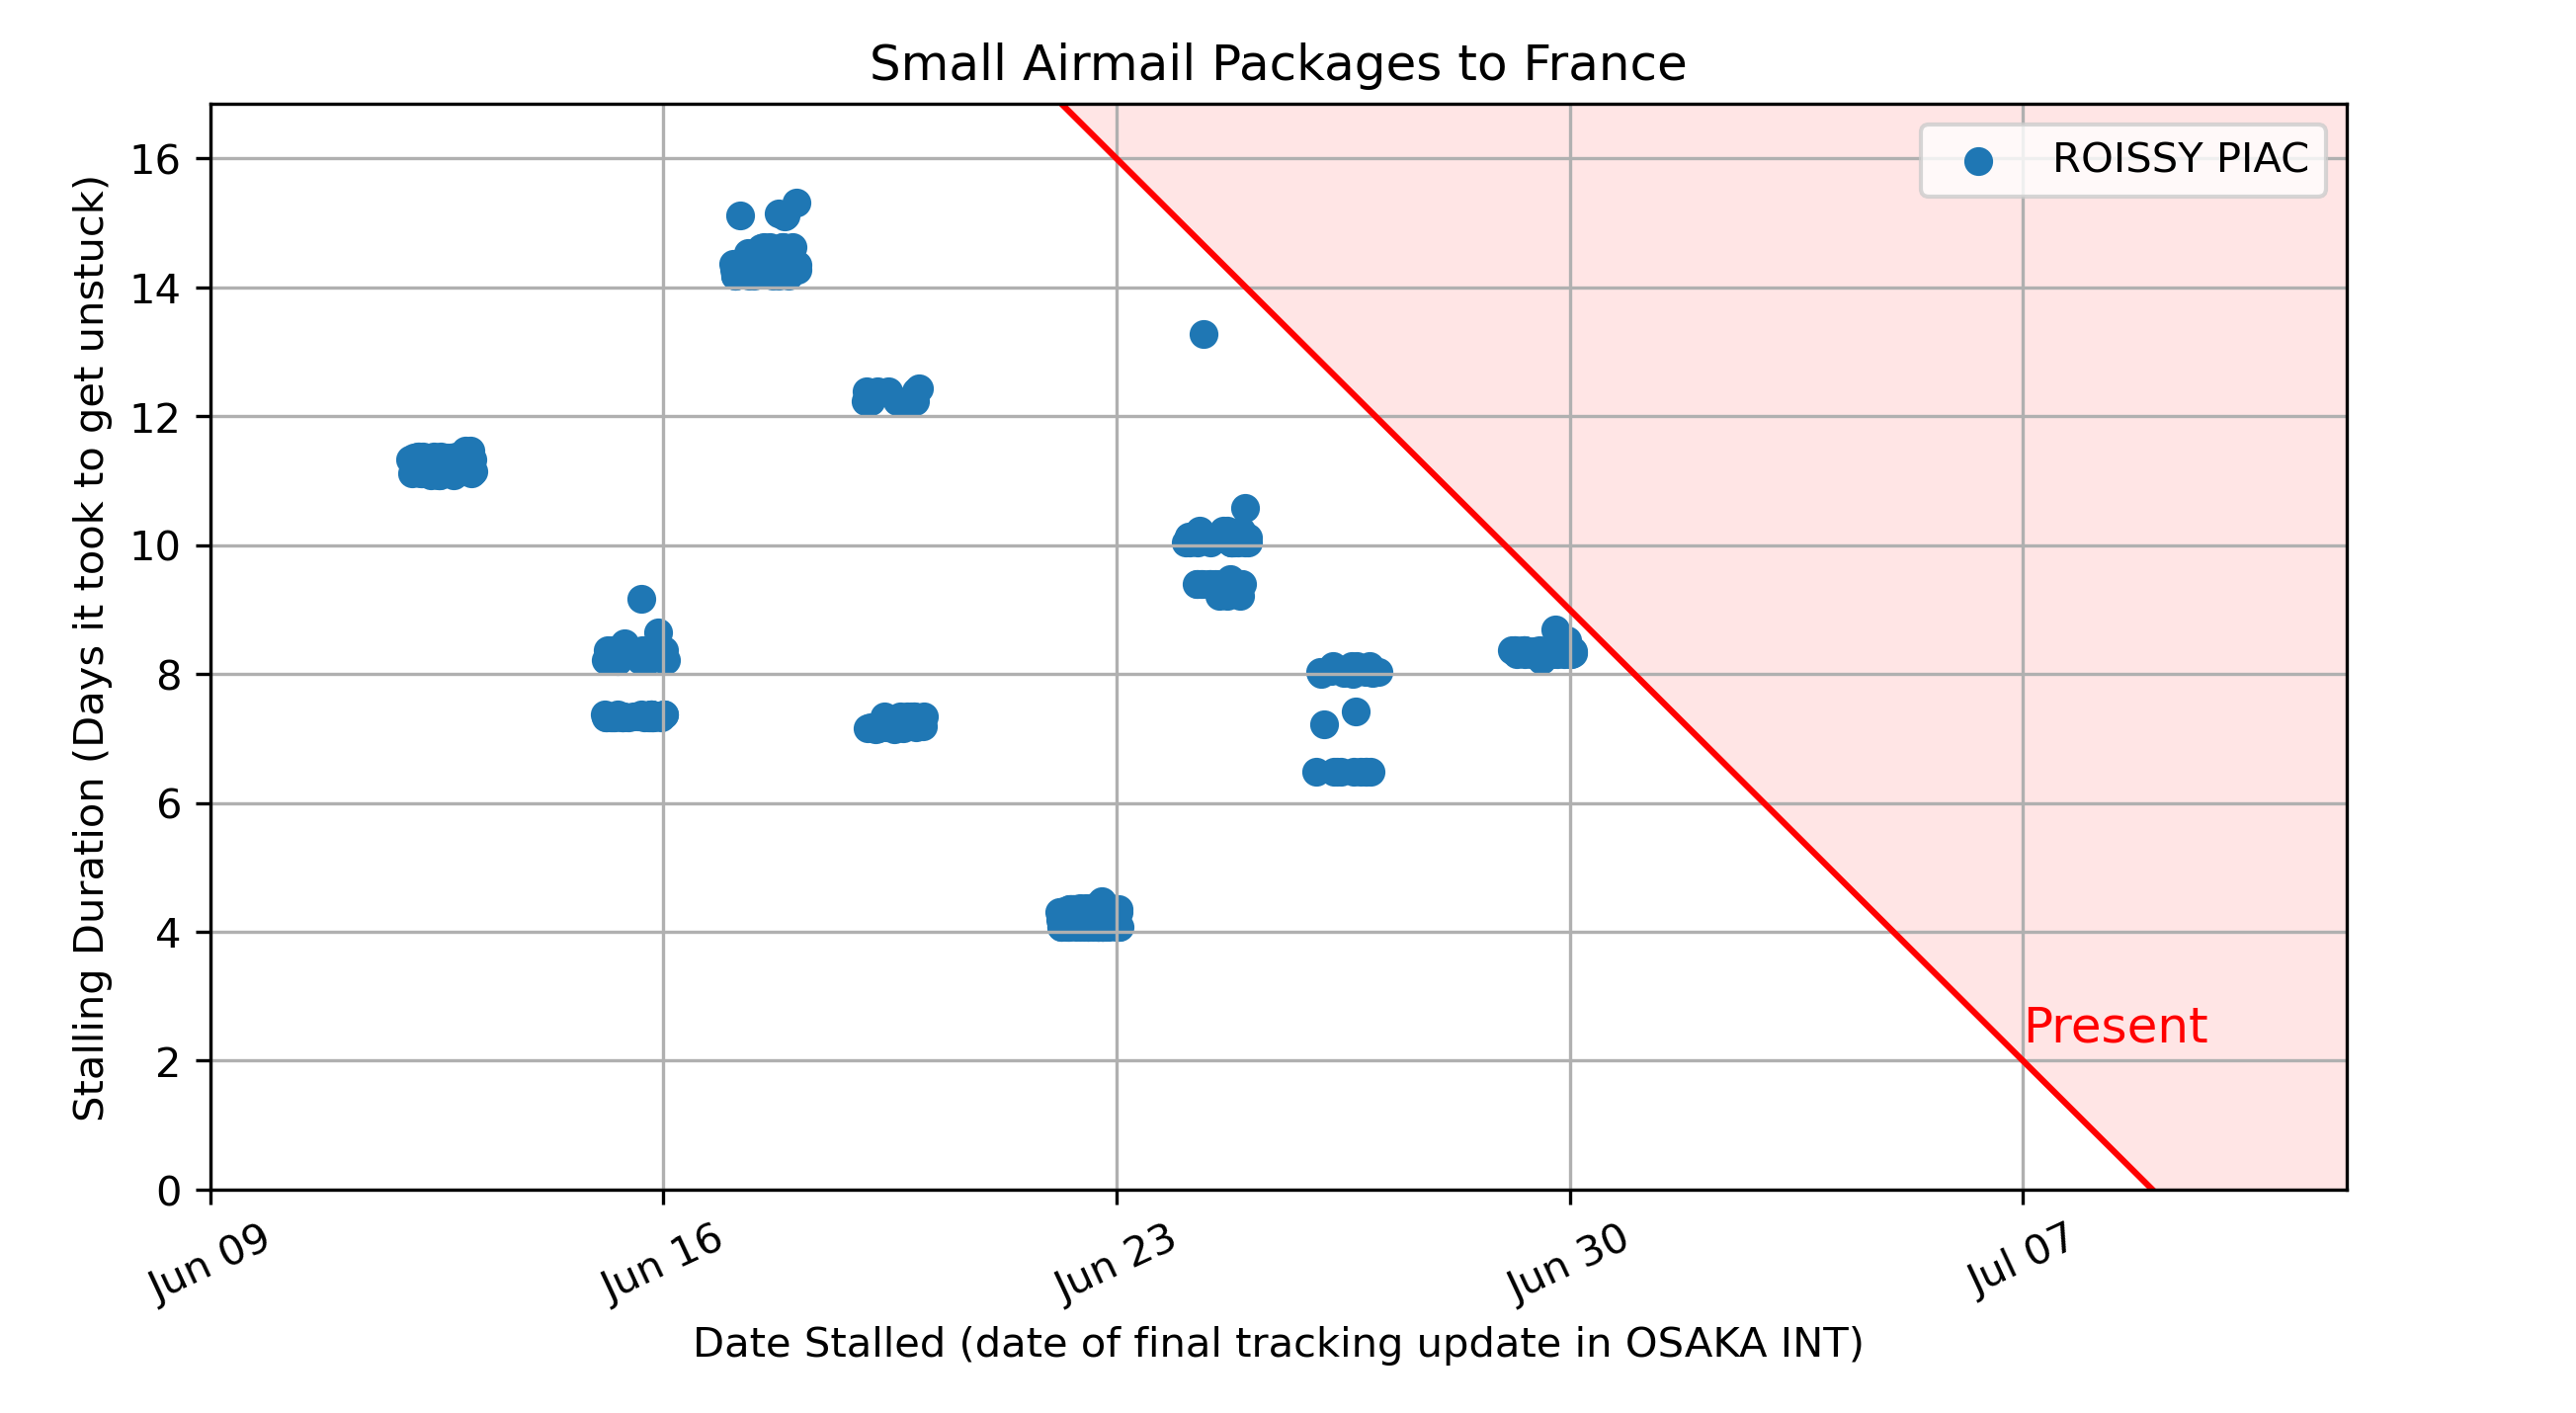 Small Airmail Packages to France
ROISSY PIAC
Stalling Duration (Days it took to get unstuck)
16
14
12
10
8
6
4
2
0
Present
Jun 09
Jun 16
Jun 23
Jun 30
Jul 07
Date Stalled (date of final tracking update in OSAKA INT)